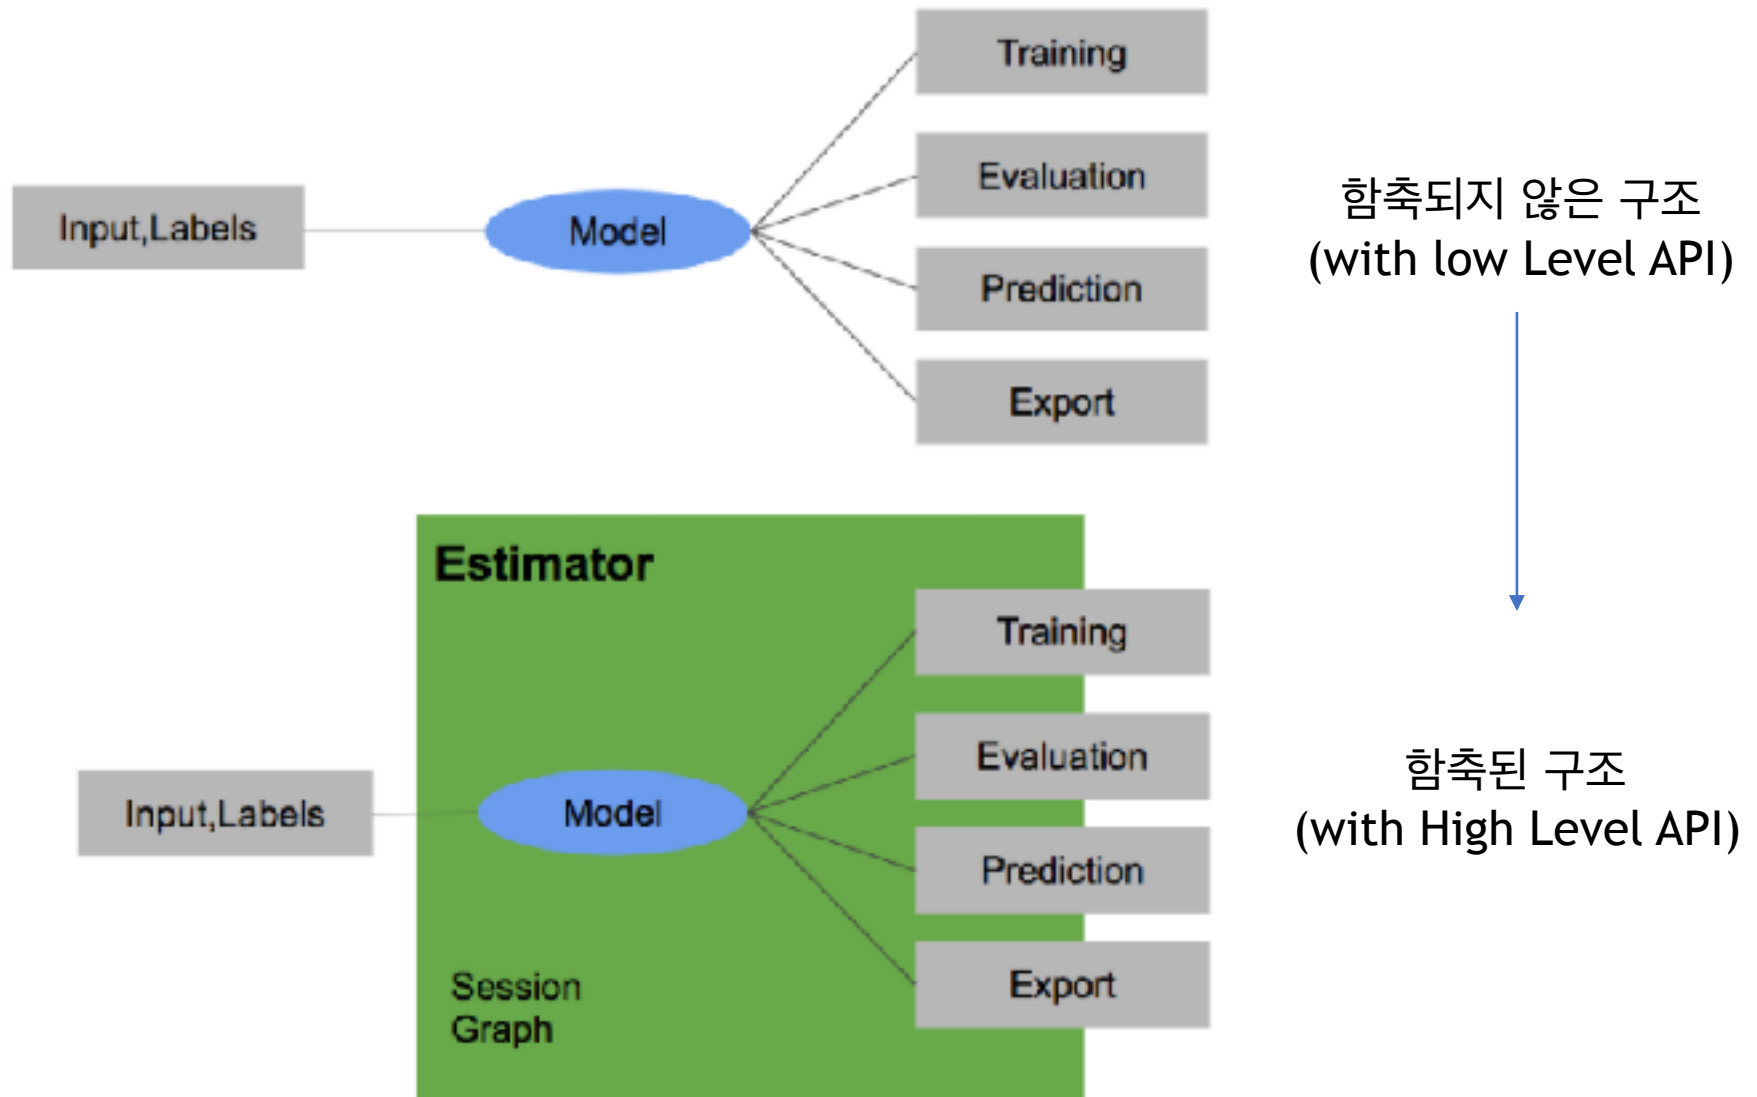 Training
Evaluation
Input,Labels
Model
Prediction
Export
함축되지 않은 구조
(with low Level API)
Estimator
Training
Evaluation
Input,Labels
Model
Prediction
Export
Session
Graph
함축된 구조
(with High Level API)